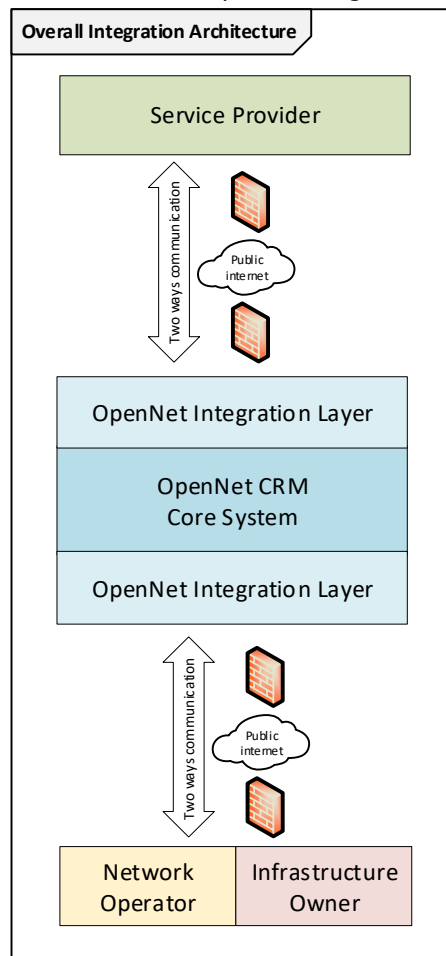 Overall Integration Architecture
Service Provider
Two ways communication
Public
internet
OpenNet Integration Layer
OpenNet CRM
Core System
OpenNet Integration Layer
Two ways communication
Public
internet
Network
Operator
Infrastructure
Owner